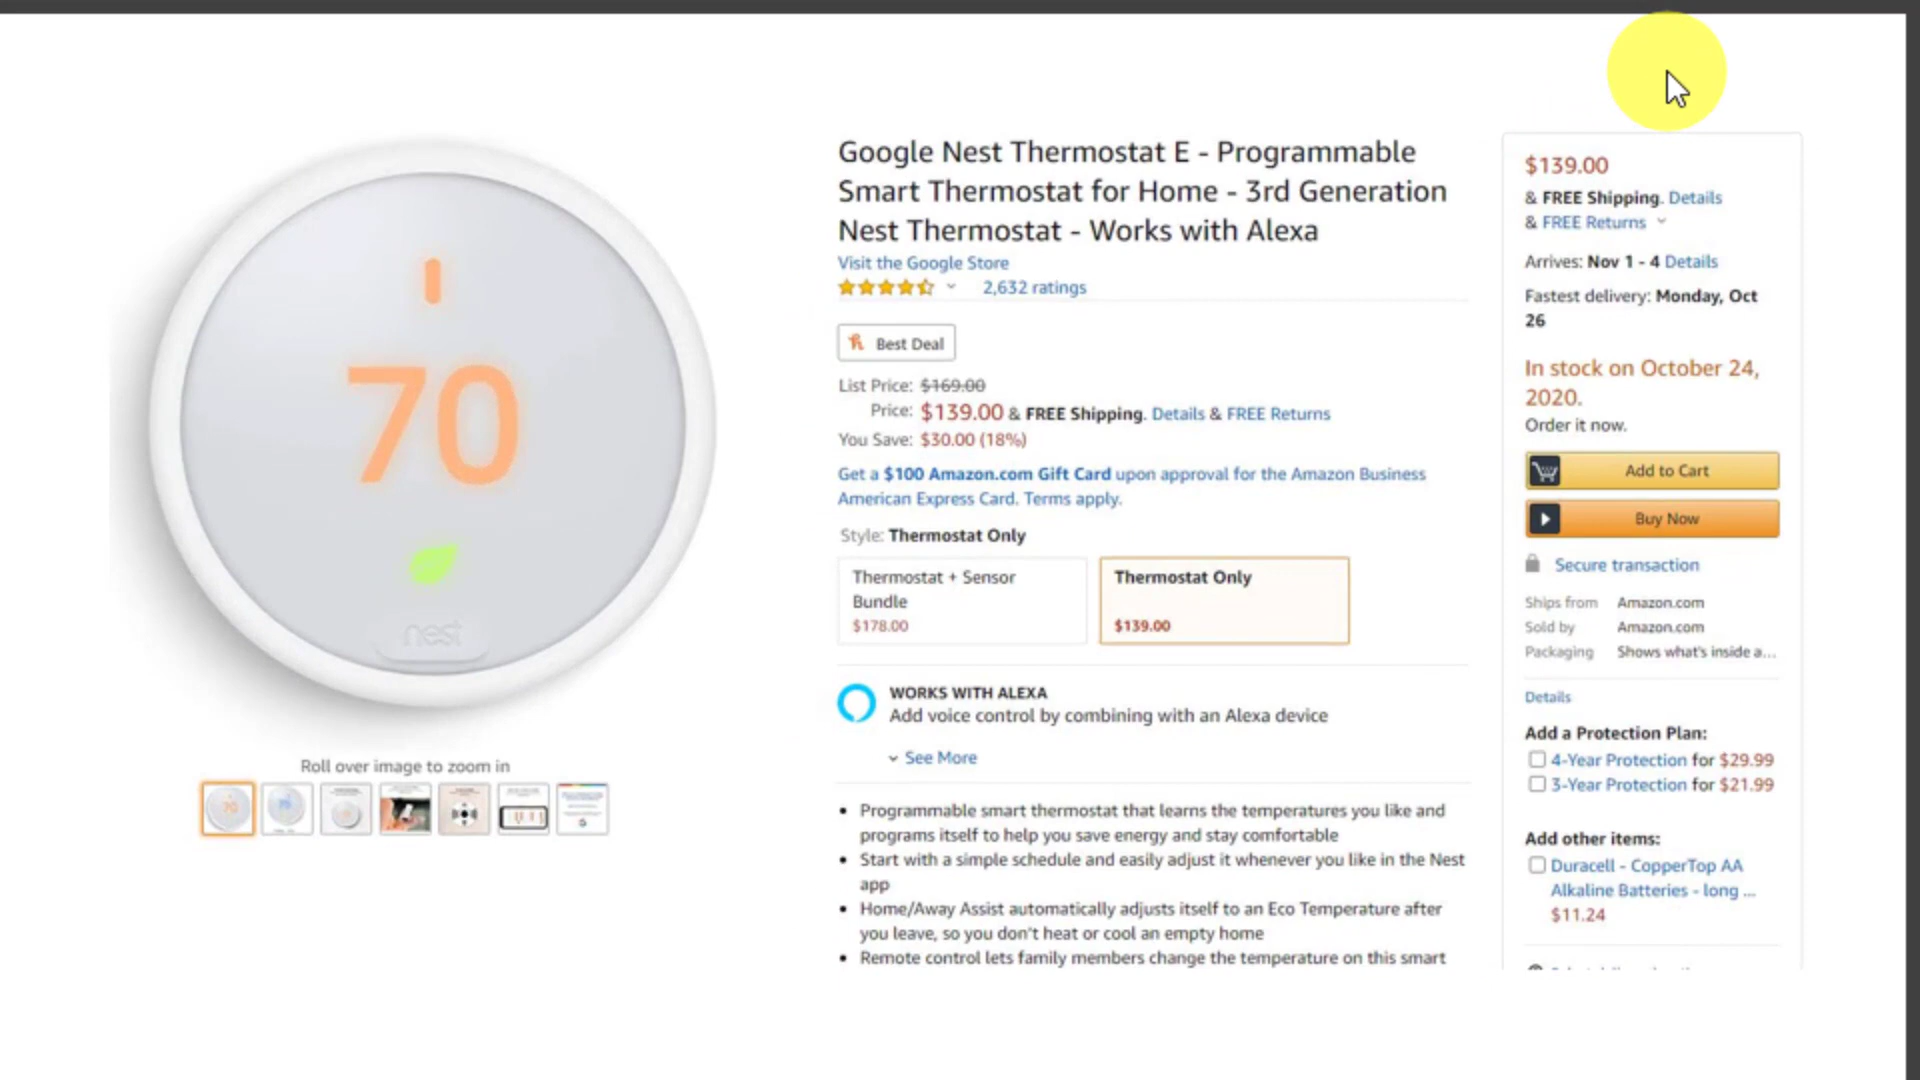 70
nest
Roll over image to zoom in
Google Nest Thermostat E - Programmable
Smart Thermostat for Home - 3rd Generation
Nest Thermostat - Works with Alexa
Visit the Google Store
2,632 ratings
Best Deal
List Price: $169.00
Price: $139.00 & FREE Shipping. Details & FREE Returns
You Save: $30.00 (18%)
Get a $100 Amazon.com Gift Card upon approval for the Amazon Business
American Express Card. Terms apply.
Style: Thermostat Only
Thermostat + Sensor
Bundle
$178.00
Thermostat Only
$139.00
WORKS WITH ALEXA
Add voice control by combining with an Alexa device
See More
• Programmable smart thermostat that learns the temperatures you like and
programs itself to help you save energy and stay comfortable
• Start with a simple schedule and easily adjust it whenever you like in the Nest
app
• Home/Away Assist automatically adjusts itself to an Eco Temperature after
you leave, so you don't heat or cool an empty home
• Remote control lets family members change the temperature on this smart
$139.00
& FREE Shipping. Details
& FREE Returns
Arrives: Nov 1 - 4 Details
Fastest delivery: Monday, Oct
26
In stock on October 24,
2020.
Order it now.
Add to Cart
Buy Now
Secure transaction
Ships from Amazon.com
Sold by Amazon.com
Packaging Shows what's inside a...
Details
Add a Protection Plan:
4-Year Protection for $29.99
3-Year Protection for $21.99
Add other items:
Duracell - CopperTop AA
Alkaline Batteries - long ...
$11.24